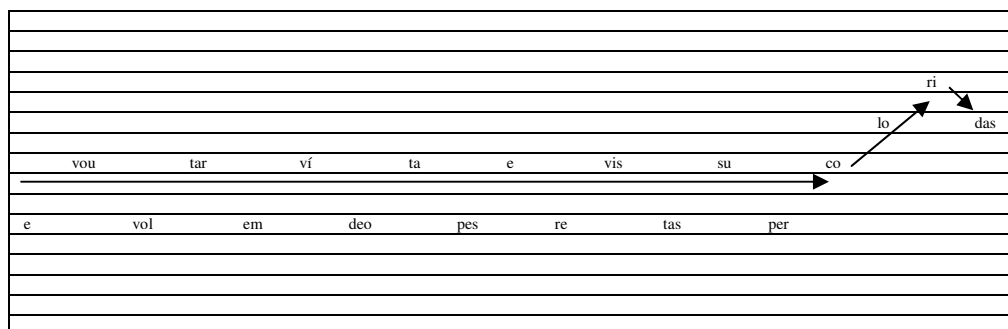 ri
lo das
vou tar ví ta e vis su co
e vol em deo pes re tas per